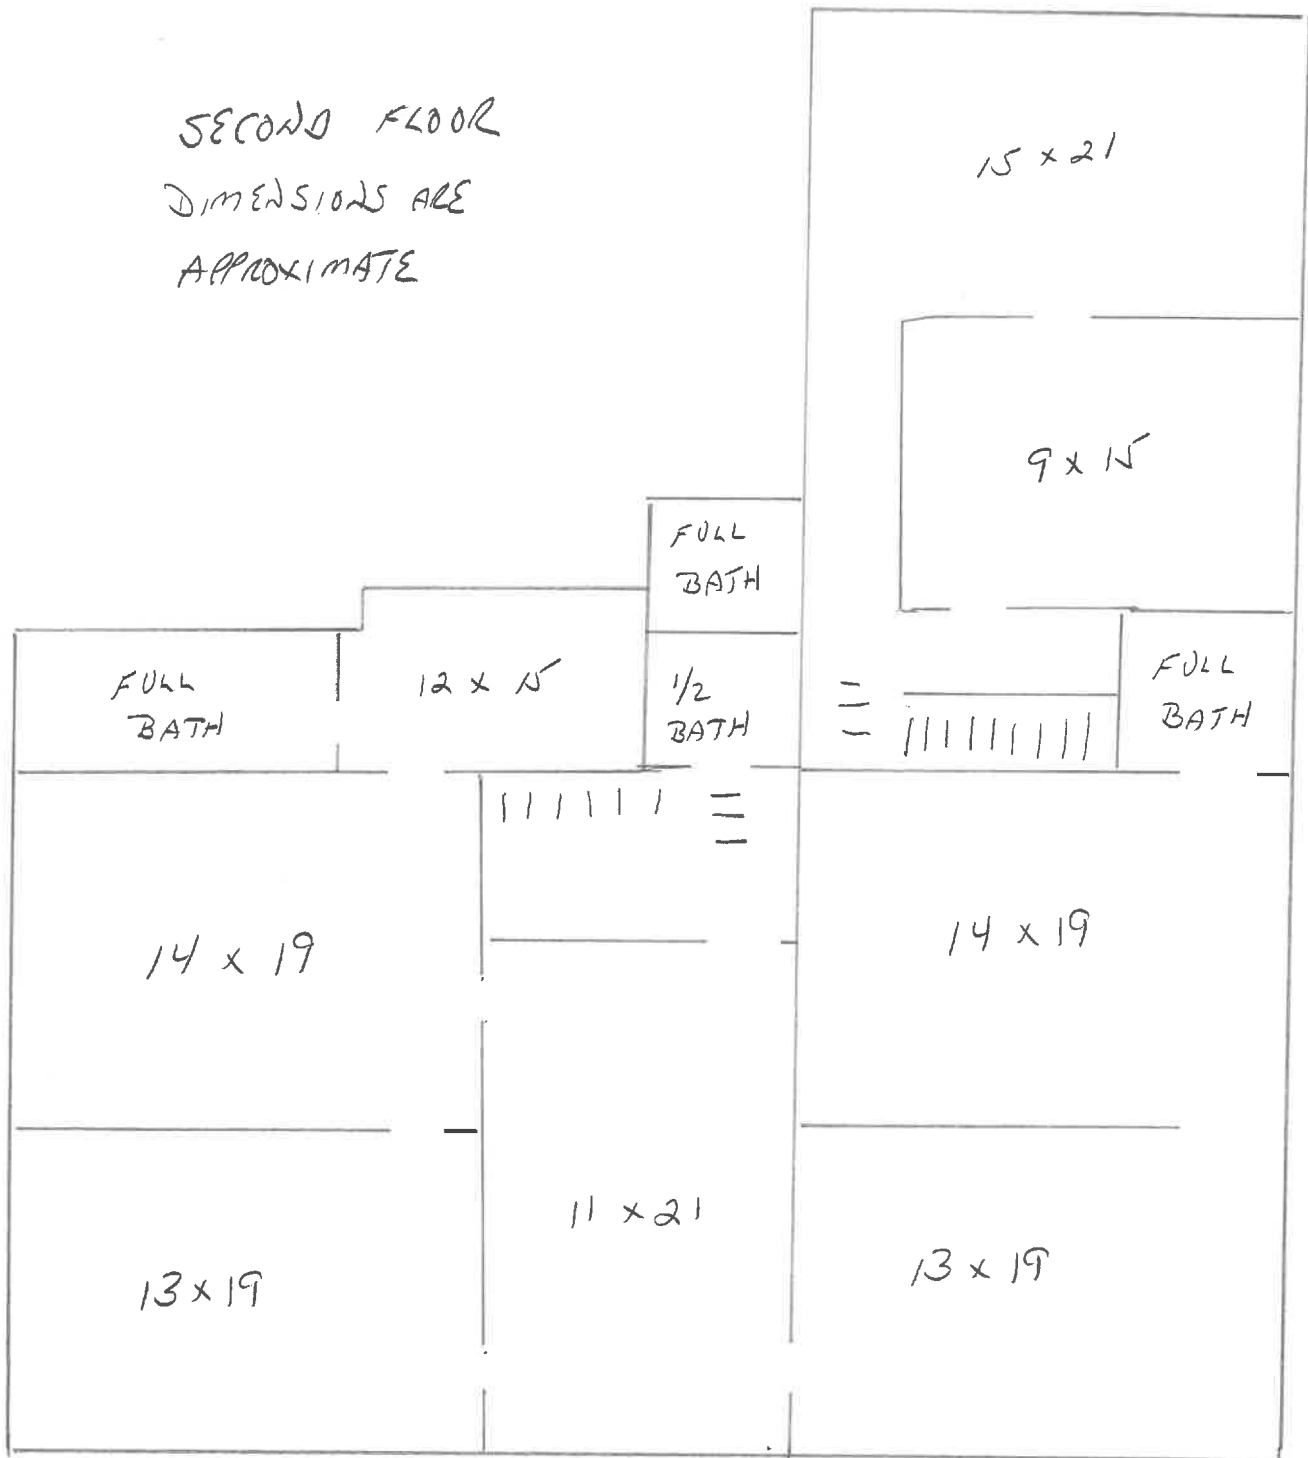 SECOND FLOOR
DIMENSIONS ARE
APPROXIMATE
15 x 21
9 x 15
FULL
BATH
FULL
BATH
12 x 15
1/2
BATH
FULL
BATH
14 x 19
14 x 19
11 x 21
13 x 19
13 x 19